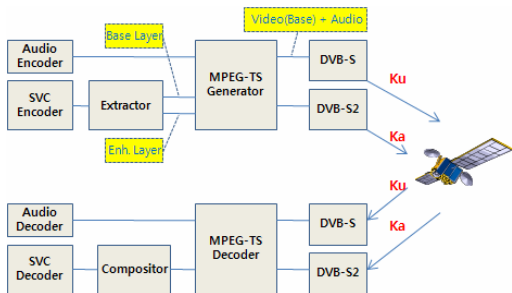 Video(Base) + Audio
Base Layer
Audio
Encoder
MPEG-TS
Generator
DVB-S
Ku
SVC
Encoder
Extractor
DVB-S2
Ka
Enh. Layer
Ku
Audio
Decoder
MPEG-TS
Decoder
DVB-S
Ka
SVC
Decoder
Compositor
DVB-S2